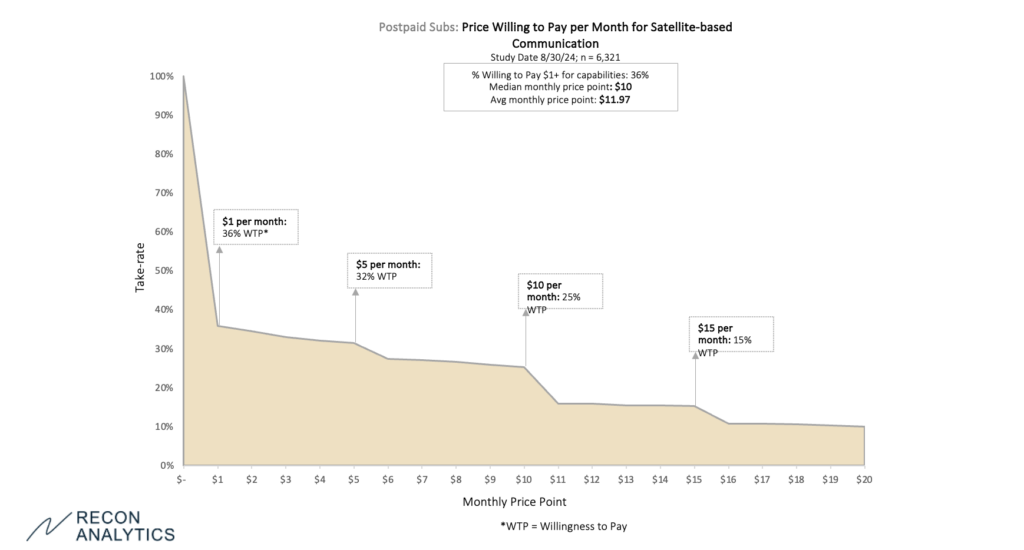 Postpaid Subs: Price Willing to Pay per Month for Satellite-based
Communication
Study Date 8/30/24; n = 6,321
% Willing to Pay $1+ for capabilities: 36%
Median monthly price point: $10
Avg monthly price point: $11.97
100%
90%
80%
70%
60%
50%
40%
30%
20%
10%
0%
Take-rate
$1 per month:
36% WTP*
$5 per month:
32% WTP
$10 per
month: 25%
WTP
$15 per
month: 15%
WTP
$- $1 $2 $3 $4 $5 $6 $7 $8 $9 $10 $11 $12 $13 $14 $15 $16 $17 $18 $19 $20
Monthly Price Point
*WTP = Willingness to Pay
RECON
ANALYTICS